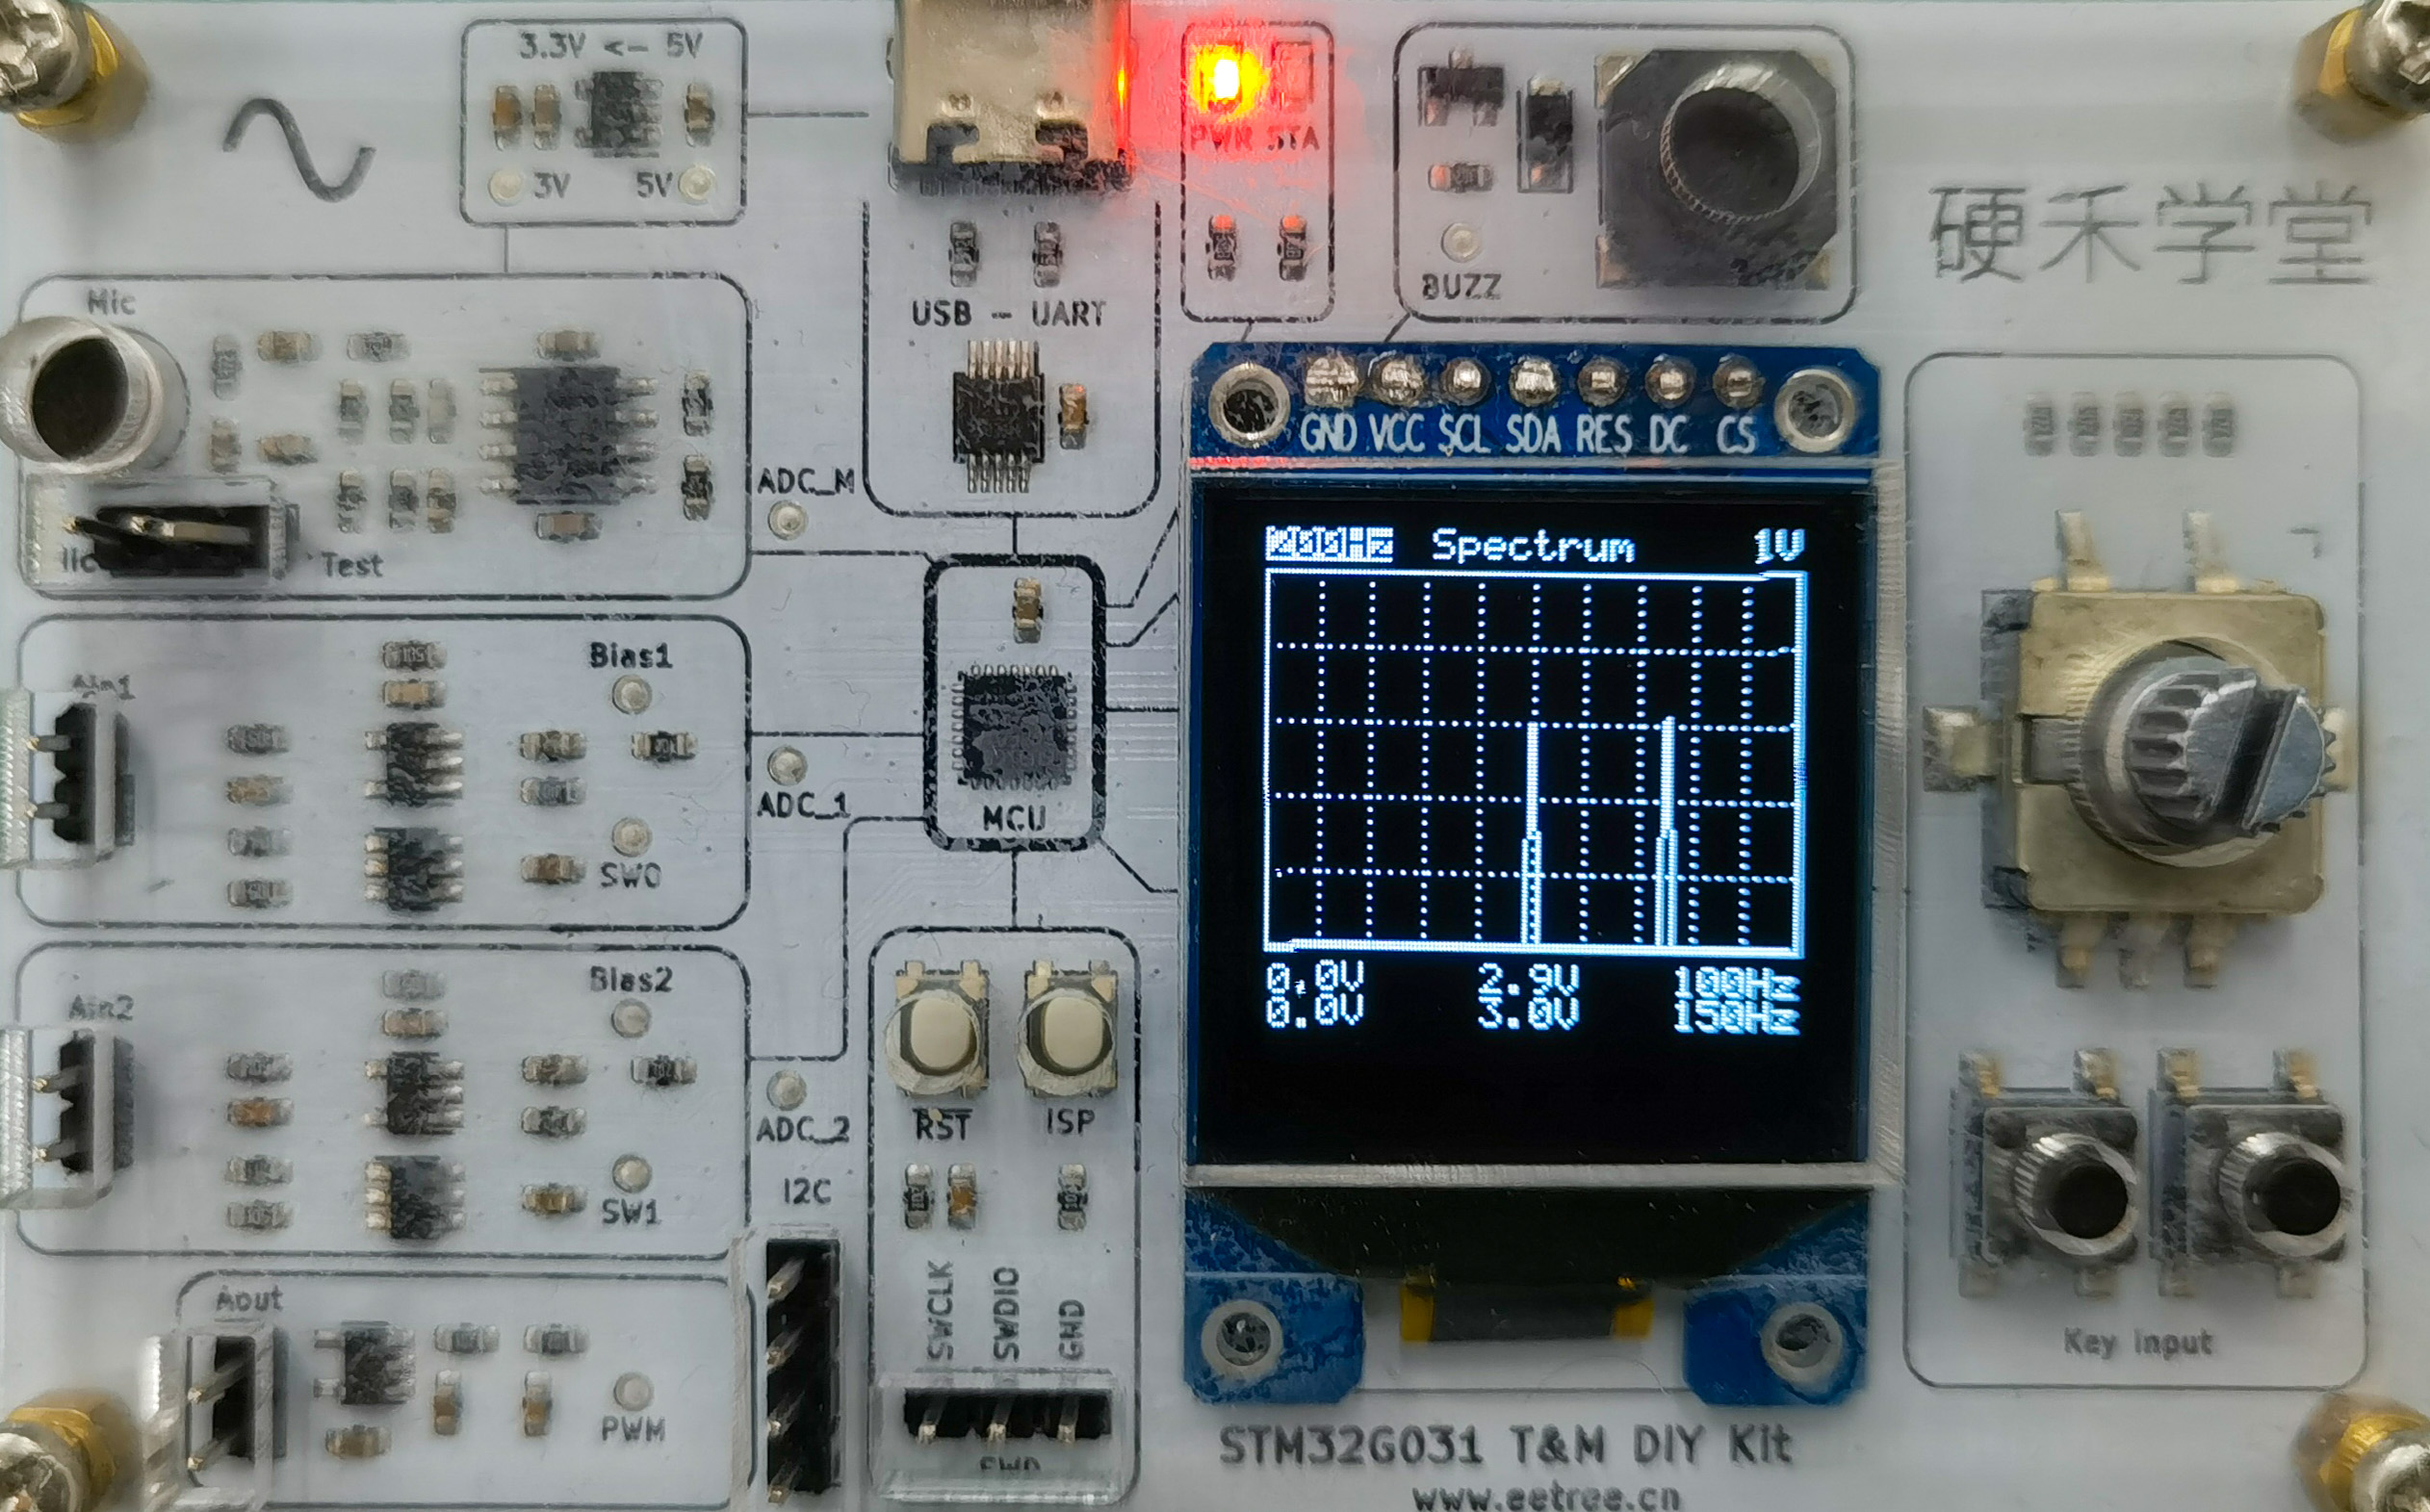 3.3V <- 5V
3V 5V
PWR STA
BUZZ
硬禾学堂
Mic
USB - UART
GND VCC SCL SDA RES DC CS
ADC_M
Test
Spectrum 1V
Bias1
Ain1
ADC_1
MCU
SW0
0.0V 2.9V 100Hz
0.0V 3.0V 150Hz
Bias2
Ain2
ADC_2
RST ISP
I2C
SW1
SWCLK
SWDIO
GND
Aout
PWM
Key Input
STM32G031 T&M DIY Kit
www.eetree.cn